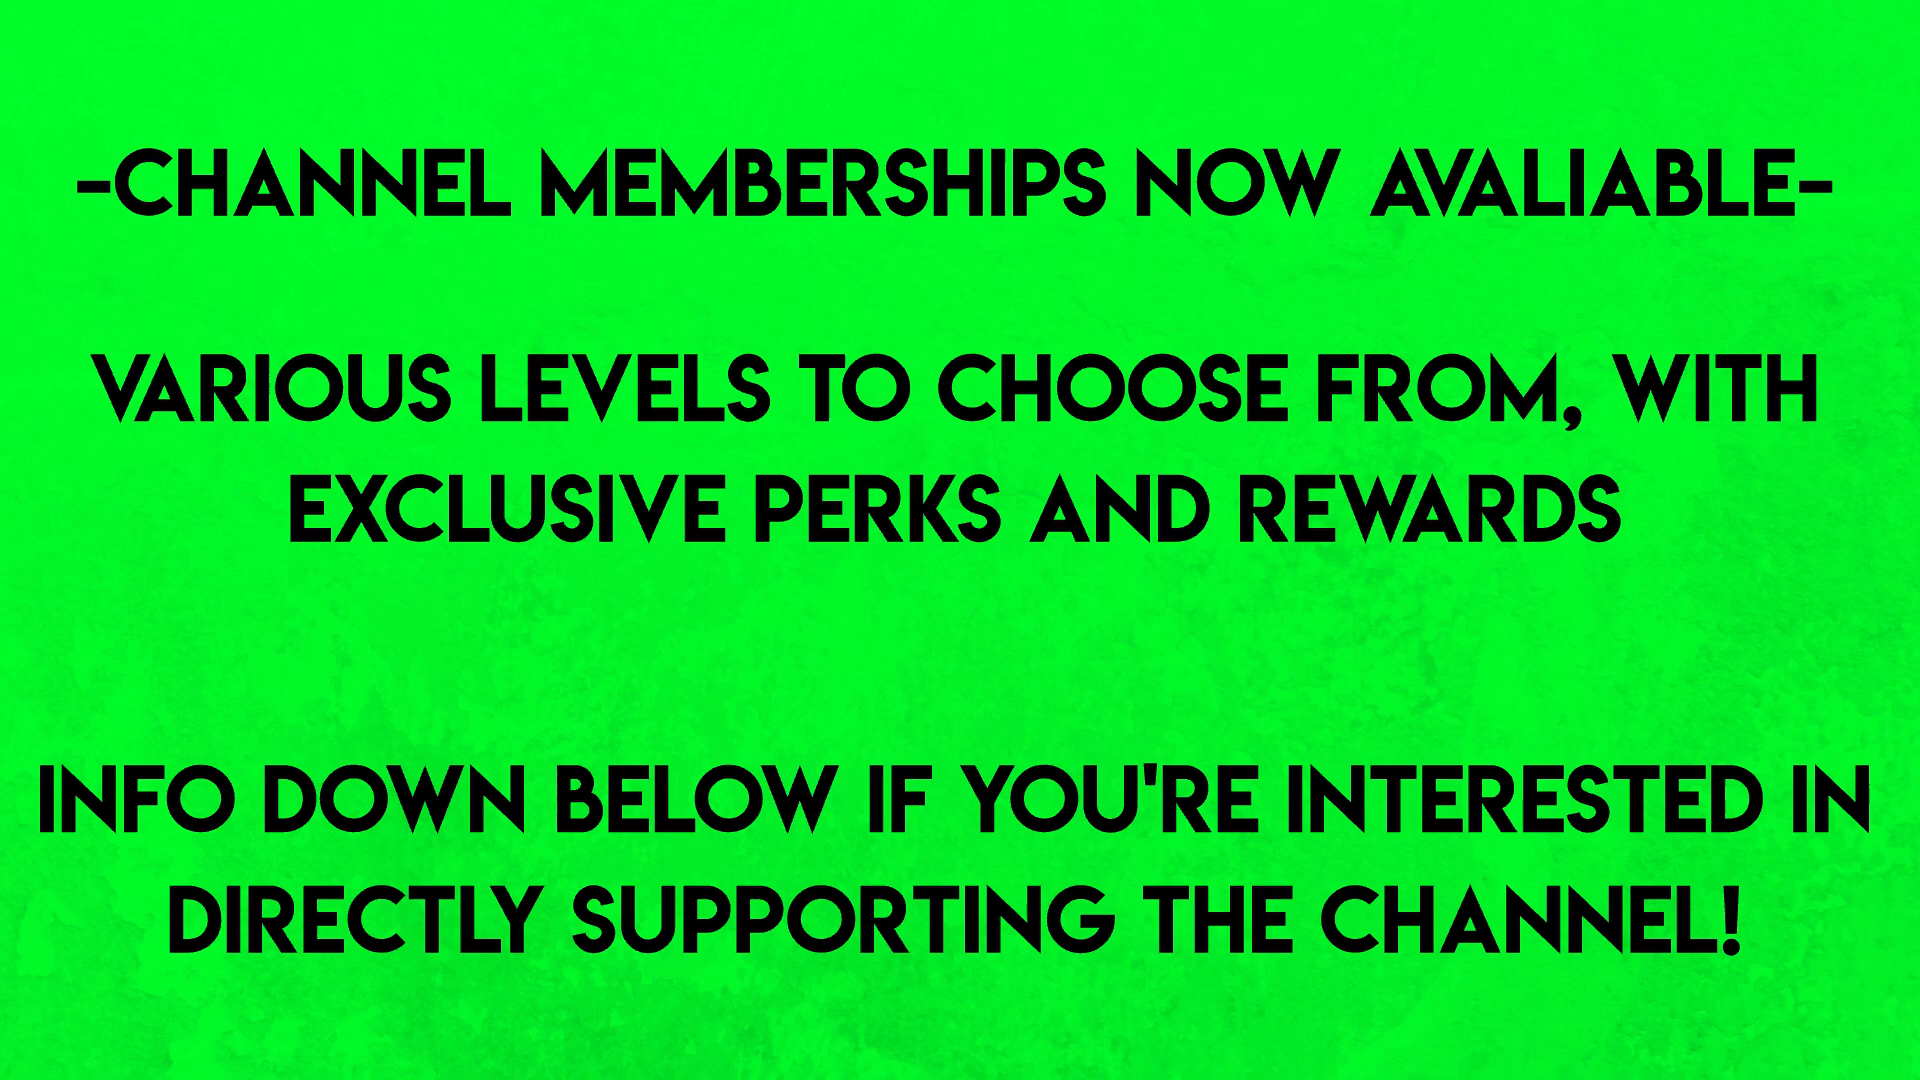 -CHANNEL MEMBERSHIPS NOW AVALIABLE-
VARIOUS LEVELS TO CHOOSE FROM, WITH
EXCLUSIVE PERKS AND REWARDS
INFO DOWN BELOW IF YOU'RE INTERESTED IN
DIRECTLY SUPPORTING THE CHANNEL!